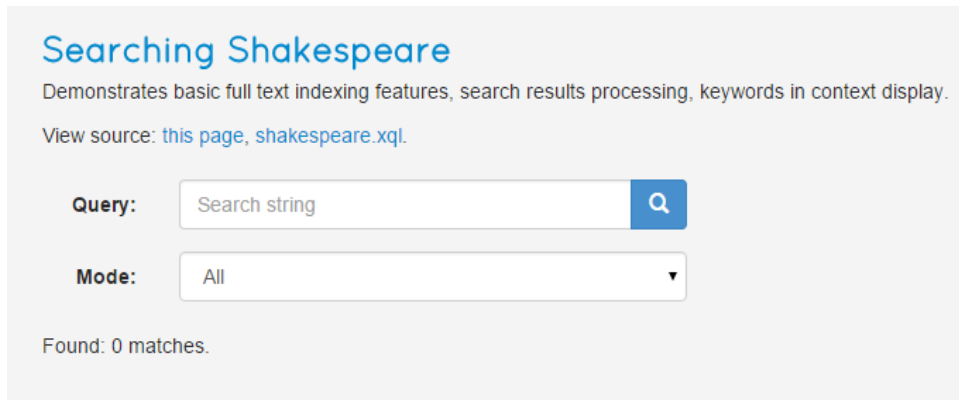 Searching Shakespeare
Demonstrates basic full text indexing features, search results processing, keywords in context display.
View source: this page, shakespeare.xql.
Query: Search string
Mode: All
Found: 0 matches.